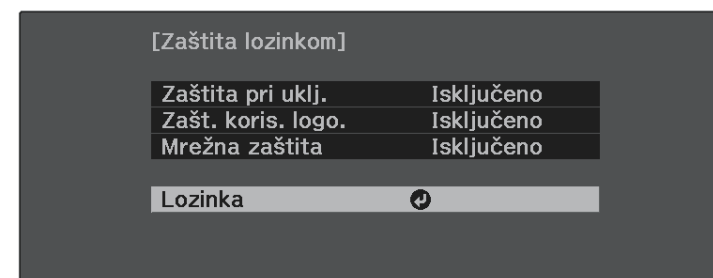 [Zaštita lozinkom]
Zaštita pri uklj. Isključeno
Zašt. koris. logo. Isključeno
Mrežna zaštita Isključeno
Lozinka